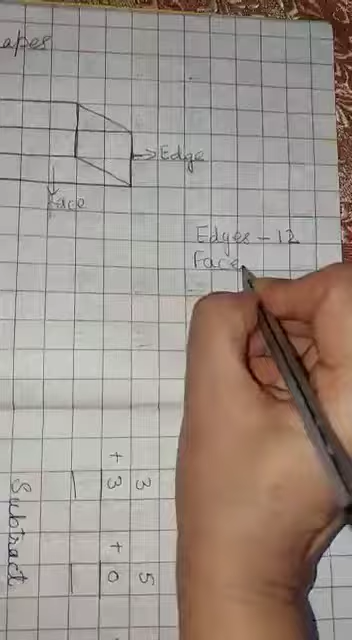 apes
Edge
Face
Edges - 12
Face
3 5
+ 3 + 0
Subtract